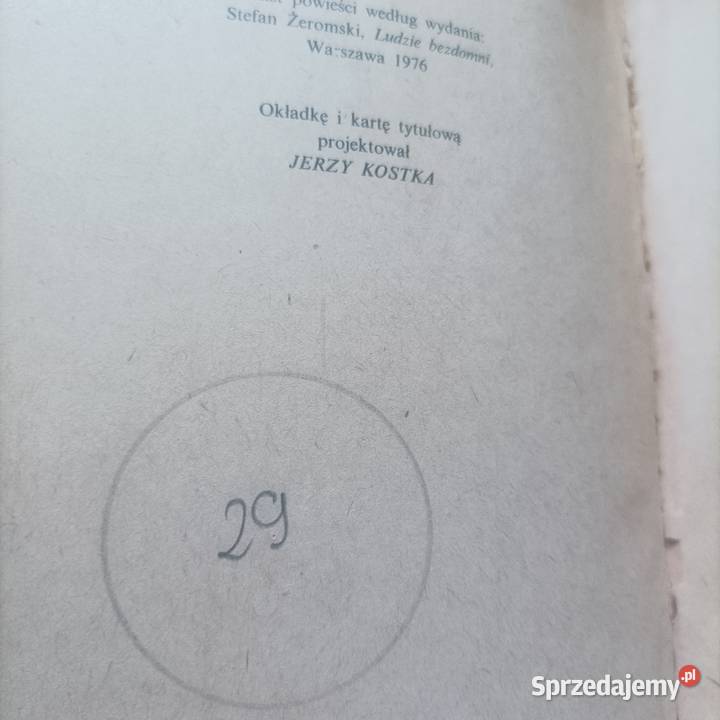 powieści według wydania:
Stefan Żeromski, Ludzie bezdomni,
Warszawa 1976
Okładkę i kartę tytułową
projektował
JERZY KOSTKA
29
Sprzedajemy.pl